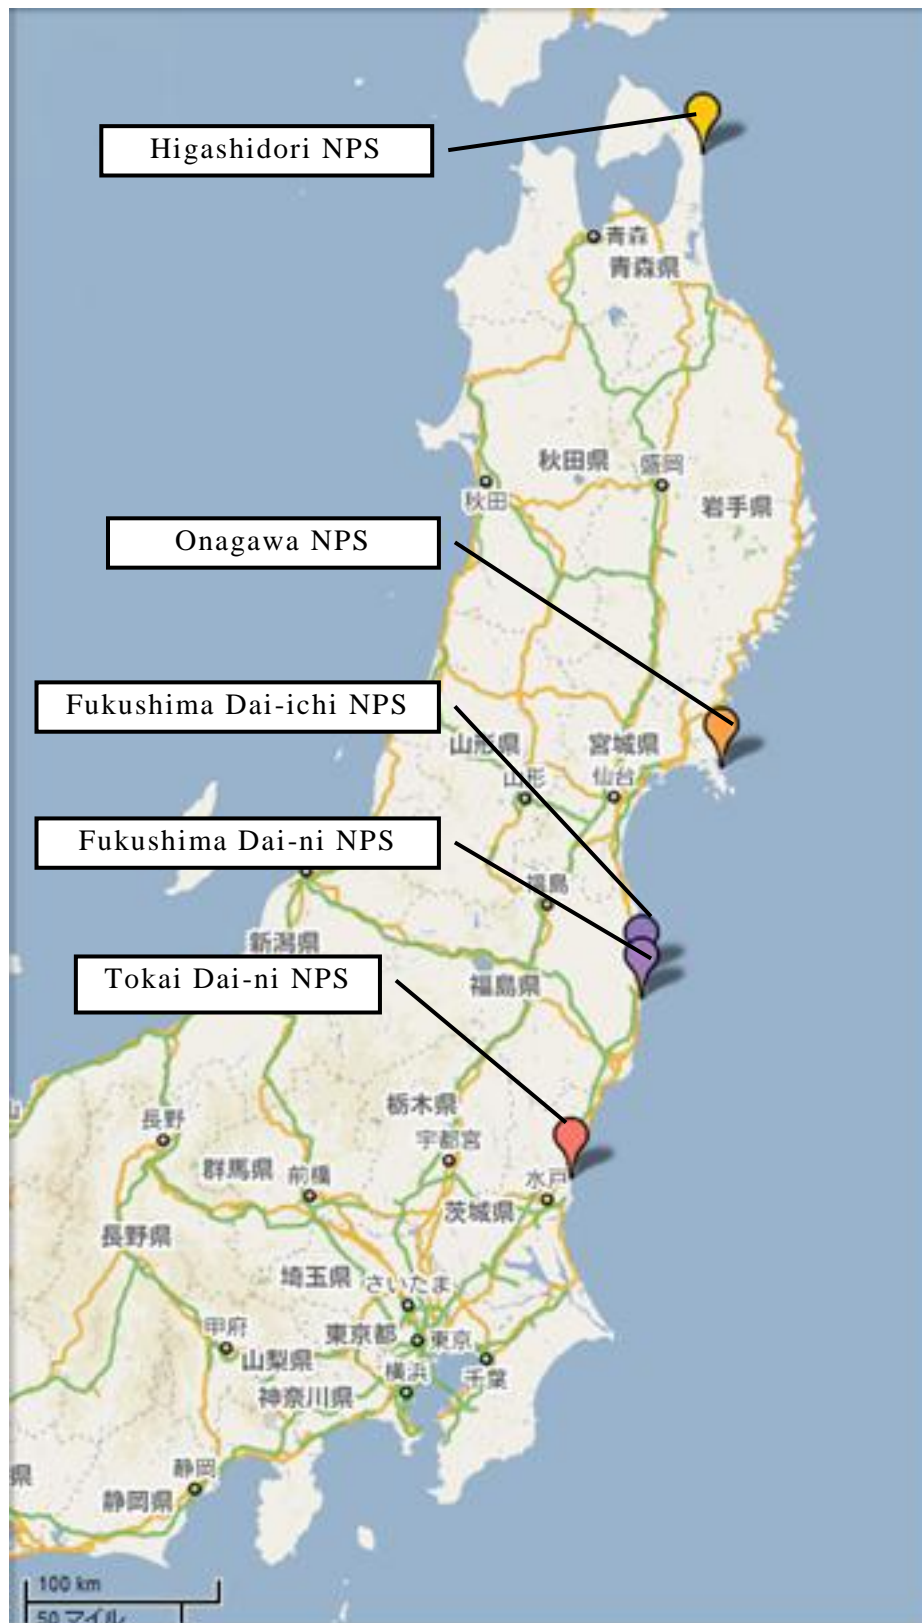 Higashidori NPS
青森
青森県
秋田県
盛岡
秋田
岩手県
Onagawa NPS
Fukushima Dai-ichi NPS
山形県
宮城県
山形
仙台
Fukushima Dai-ni NPS
福島
新潟県
Tokai Dai-ni NPS
福島県
栃木県
長野
宇都宮
群馬県
前橋
水戸
茨城県
長野県
埼玉県
さいたま
甲府
東京都
東京
山梨県
横浜
千葉
神奈川県
静岡
県
静岡県
100 km
50 マイル